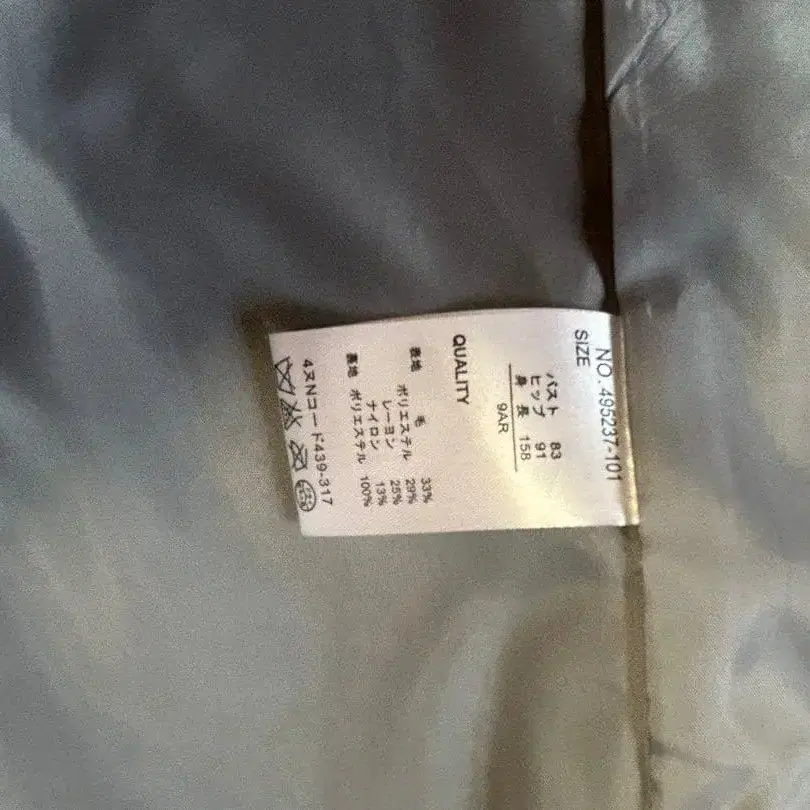 NO. 495237-101
SIZE
バスト 83
ヒップ 91
身長 158
9AR
QUALITY
表地 毛 33%
ポリエステル 29%
レーヨン 25%
ナイロン 13%
裏地 ポリエステル 100%
4ヌNコード439-317